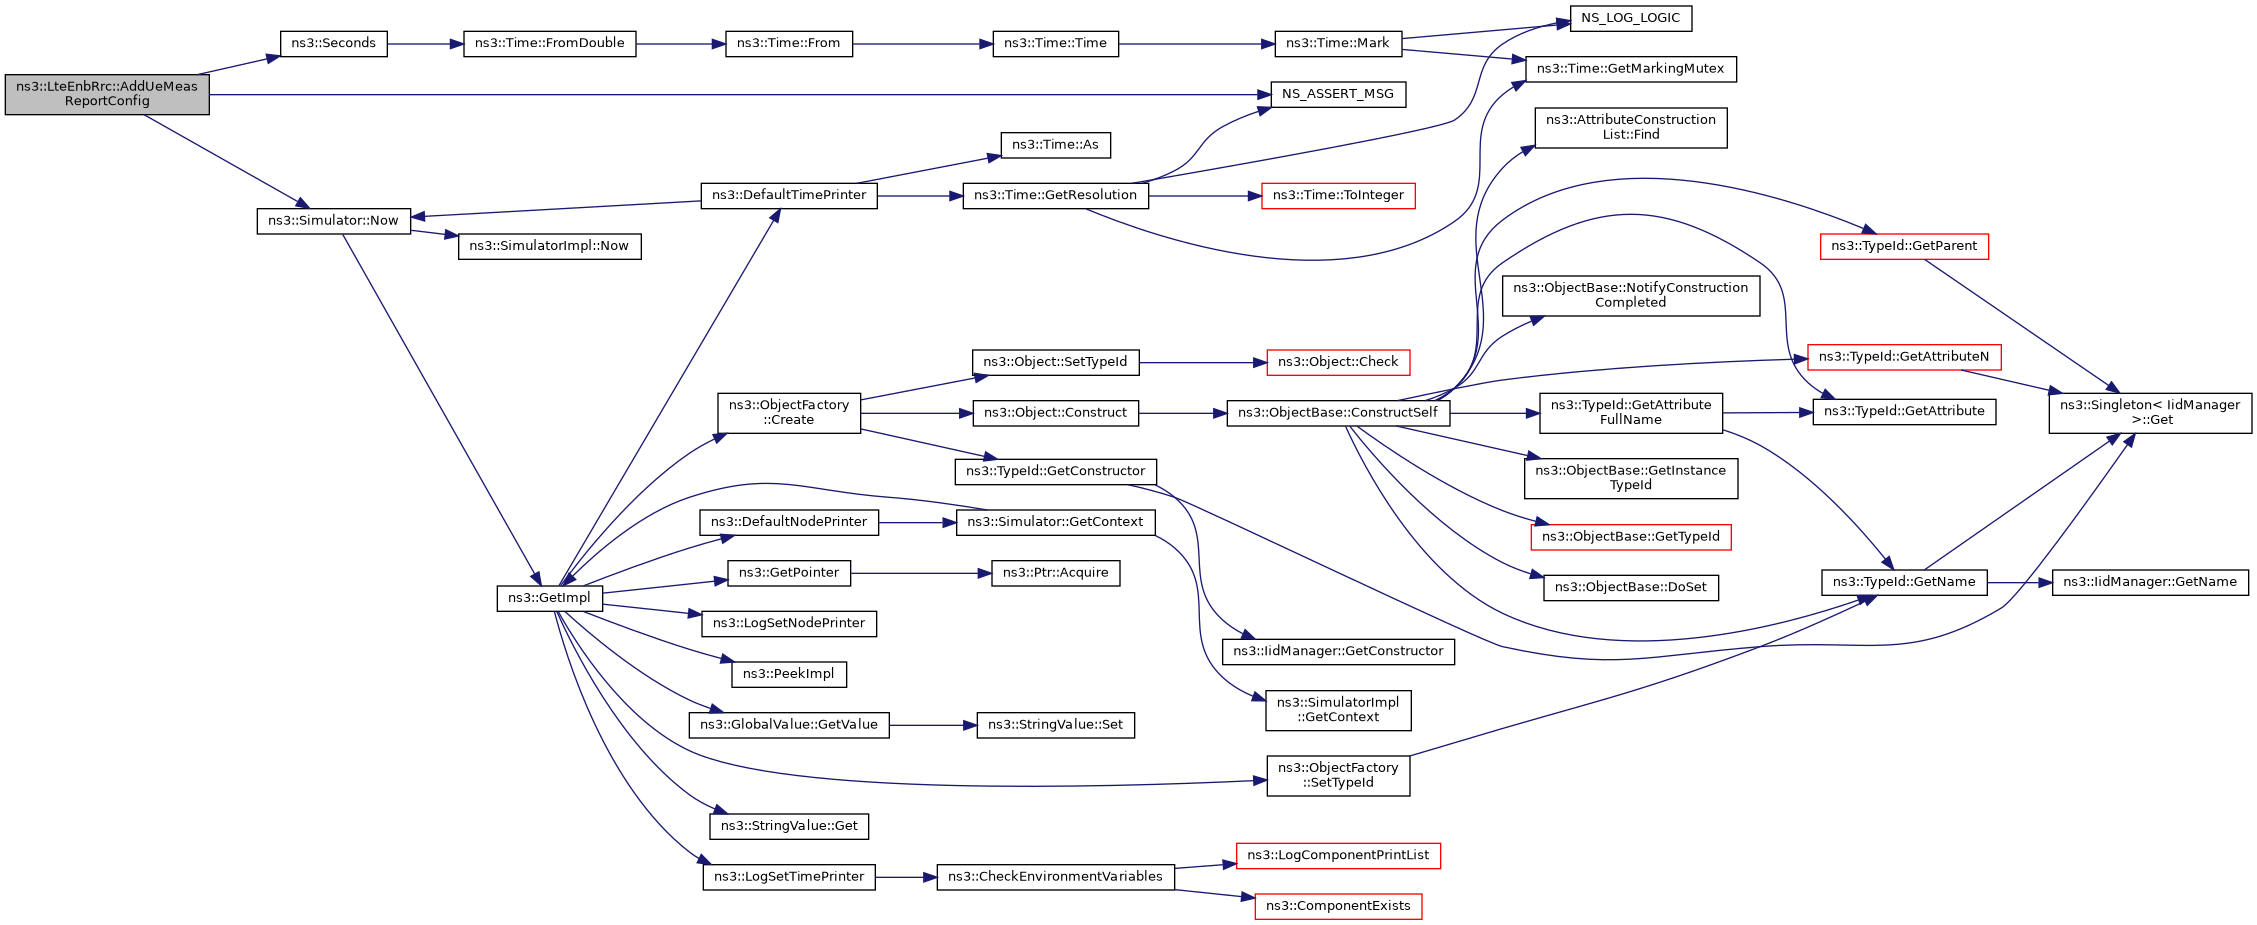 ns3::LteEnbRrc::AddUeMeas
ReportConfig
ns3::Seconds
ns3::Time::FromDouble
ns3::Time::From
ns3::Time::Time
ns3::Time::Mark
NS_LOG_LOGIC
ns3::Time::GetMarkingMutex
NS_ASSERT_MSG
ns3::AttributeConstruction
List::Find
ns3::Time::As
ns3::DefaultTimePrinter
ns3::Time::GetResolution
ns3::Time::ToInteger
ns3::Simulator::Now
ns3::SimulatorImpl::Now
ns3::TypeId::GetParent
ns3::ObjectBase::NotifyConstruction
Completed
ns3::Object::SetTypeId
ns3::Object::Check
ns3::TypeId::GetAttributeN
ns3::ObjectFactory
::Create
ns3::Object::Construct
ns3::ObjectBase::ConstructSelf
ns3::TypeId::GetAttribute
FullName
ns3::TypeId::GetAttribute
ns3::Singleton< IidManager
>::Get
ns3::TypeId::GetConstructor
ns3::ObjectBase::GetInstance
TypeId
ns3::DefaultNodePrinter
ns3::Simulator::GetContext
ns3::ObjectBase::GetTypeId
ns3::GetImpl
ns3::GetPointer
ns3::Ptr::Acquire
ns3::ObjectBase::DoSet
ns3::TypeId::GetName
ns3::IidManager::GetName
ns3::LogSetNodePrinter
ns3::IidManager::GetConstructor
ns3::PeekImpl
ns3::SimulatorImpl
::GetContext
ns3::GlobalValue::GetValue
ns3::StringValue::Set
ns3::ObjectFactory
::SetTypeId
ns3::StringValue::Get
ns3::LogSetTimePrinter
ns3::CheckEnvironmentVariables
ns3::LogComponentPrintList
ns3::ComponentExists